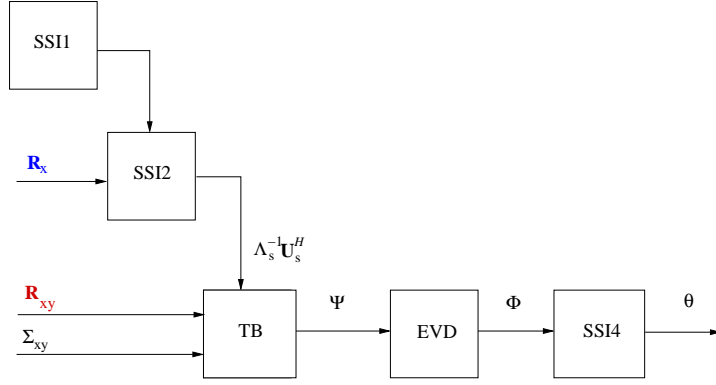 SSI1
R_x
SSI2
Λ_s^{-1} U_s^H
R_xy
Σ_xy
TB
Ψ
EVD
Φ
SSI4
θ